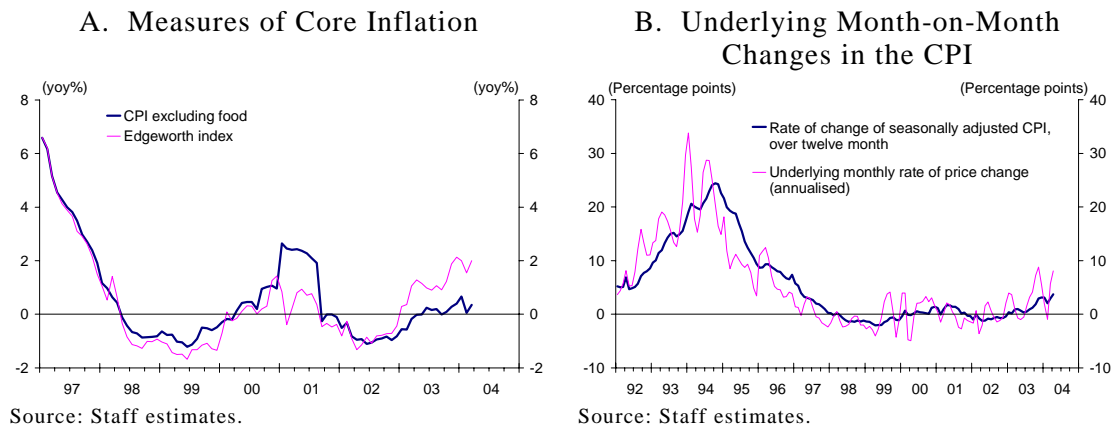 A. Measures of Core Inflation
(yoy%) (yoy%)
8 8
CPI excluding food
Edgeworth index
6 6
4 4
2 2
0 0
-2 -2
97 98 99 00 01 02 03 04
Source: Staff estimates.
B. Underlying Month-on-Month
Changes in the CPI
(Percentage points) (Percentage points)
40 40
Rate of change of seasonally adjusted CPI,
over twelve month
30 30
Underlying monthly rate of price change
(annualised)
20 20
10 10
0 0
-10 -10
92 93 94 95 96 97 98 99 00 01 02 03 04
Source: Staff estimates.